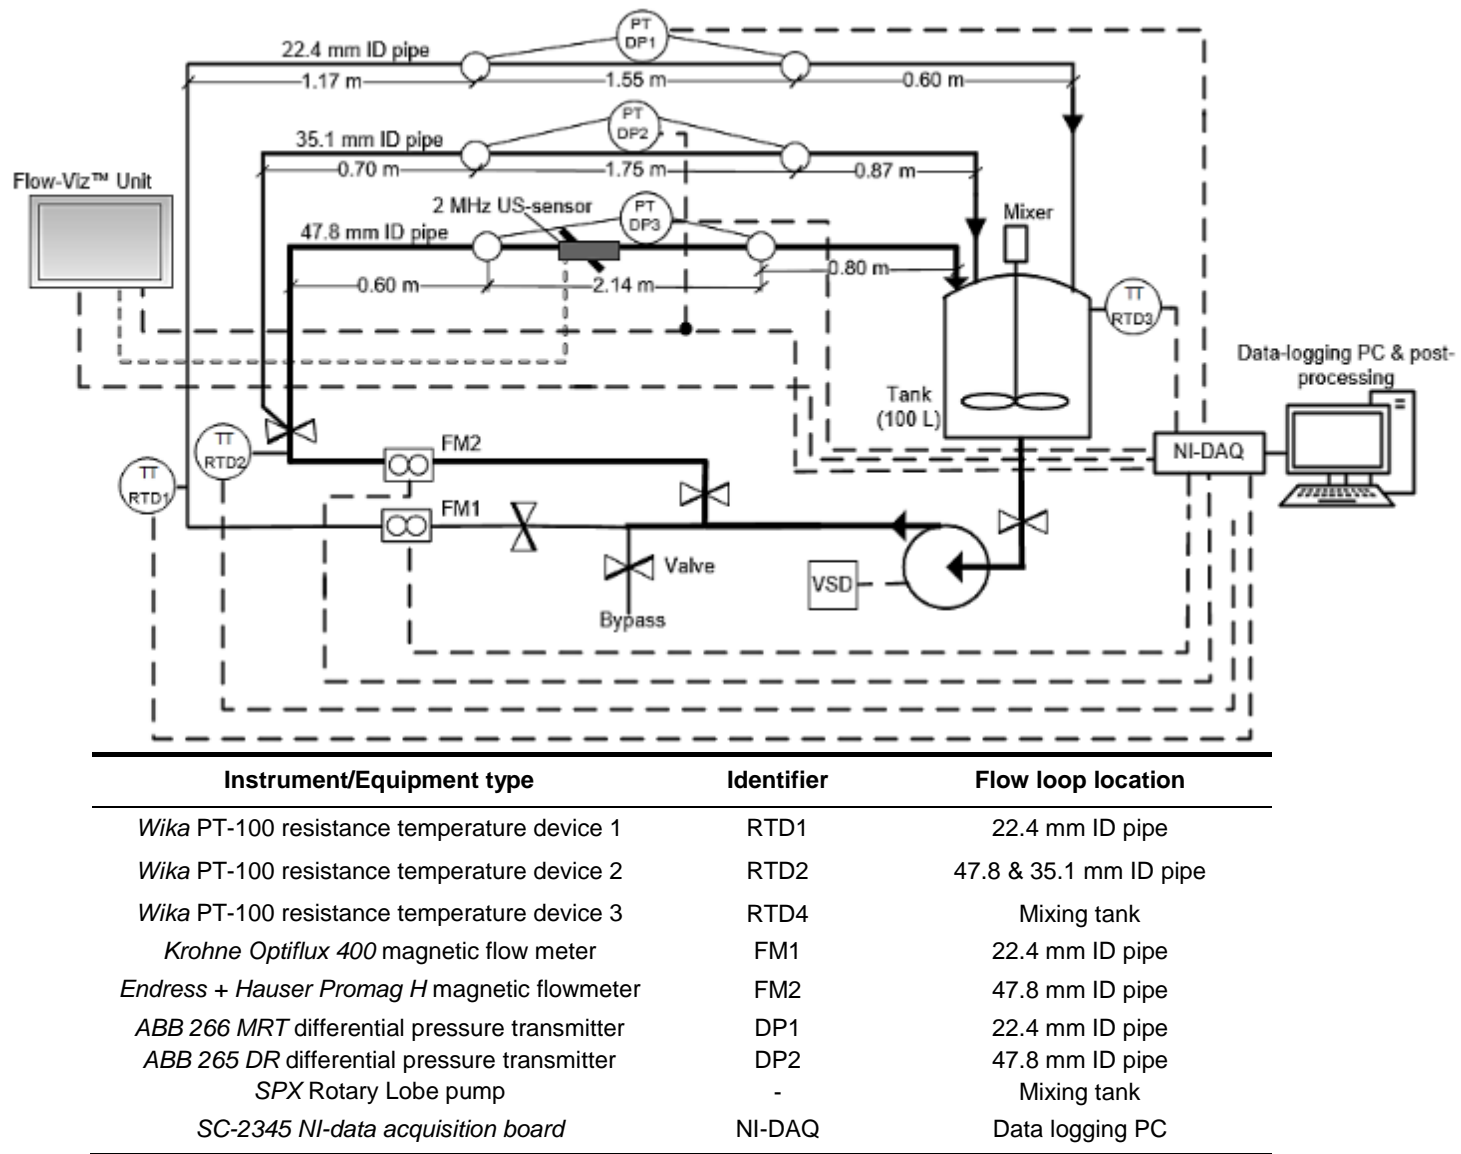 PT
DP1
22.4 mm ID pipe
1.17 m
1.55 m
0.60 m
PT
DP2
35.1 mm ID pipe
0.70 m
1.75 m
0.87 m
Flow-Viz™ Unit
2 MHz US-sensor
PT
DP3
Mixer
47.8 mm ID pipe
0.80 m
0.60 m
2.14 m
TT
RTD3
Data-logging PC & post-
processing
Tank
(100 L)
TT
RTD2
FM2
NI-DAQ
TT
RTD1
FM1
Valve
VSD
Bypass
Instrument/Equipment type Identifier Flow loop location
Wika PT-100 resistance temperature device 1 RTD1 22.4 mm ID pipe
Wika PT-100 resistance temperature device 2 RTD2 47.8 & 35.1 mm ID pipe
Wika PT-100 resistance temperature device 3 RTD4 Mixing tank
Krohne Optiflux 400 magnetic flow meter FM1 22.4 mm ID pipe
Endress + Hauser Promag H magnetic flowmeter FM2 47.8 mm ID pipe
ABB 266 MRT differential pressure transmitter DP1 22.4 mm ID pipe
ABB 265 DR differential pressure transmitter DP2 47.8 mm ID pipe
SPX Rotary Lobe pump - Mixing tank
SC-2345 NI-data acquisition board NI-DAQ Data logging PC